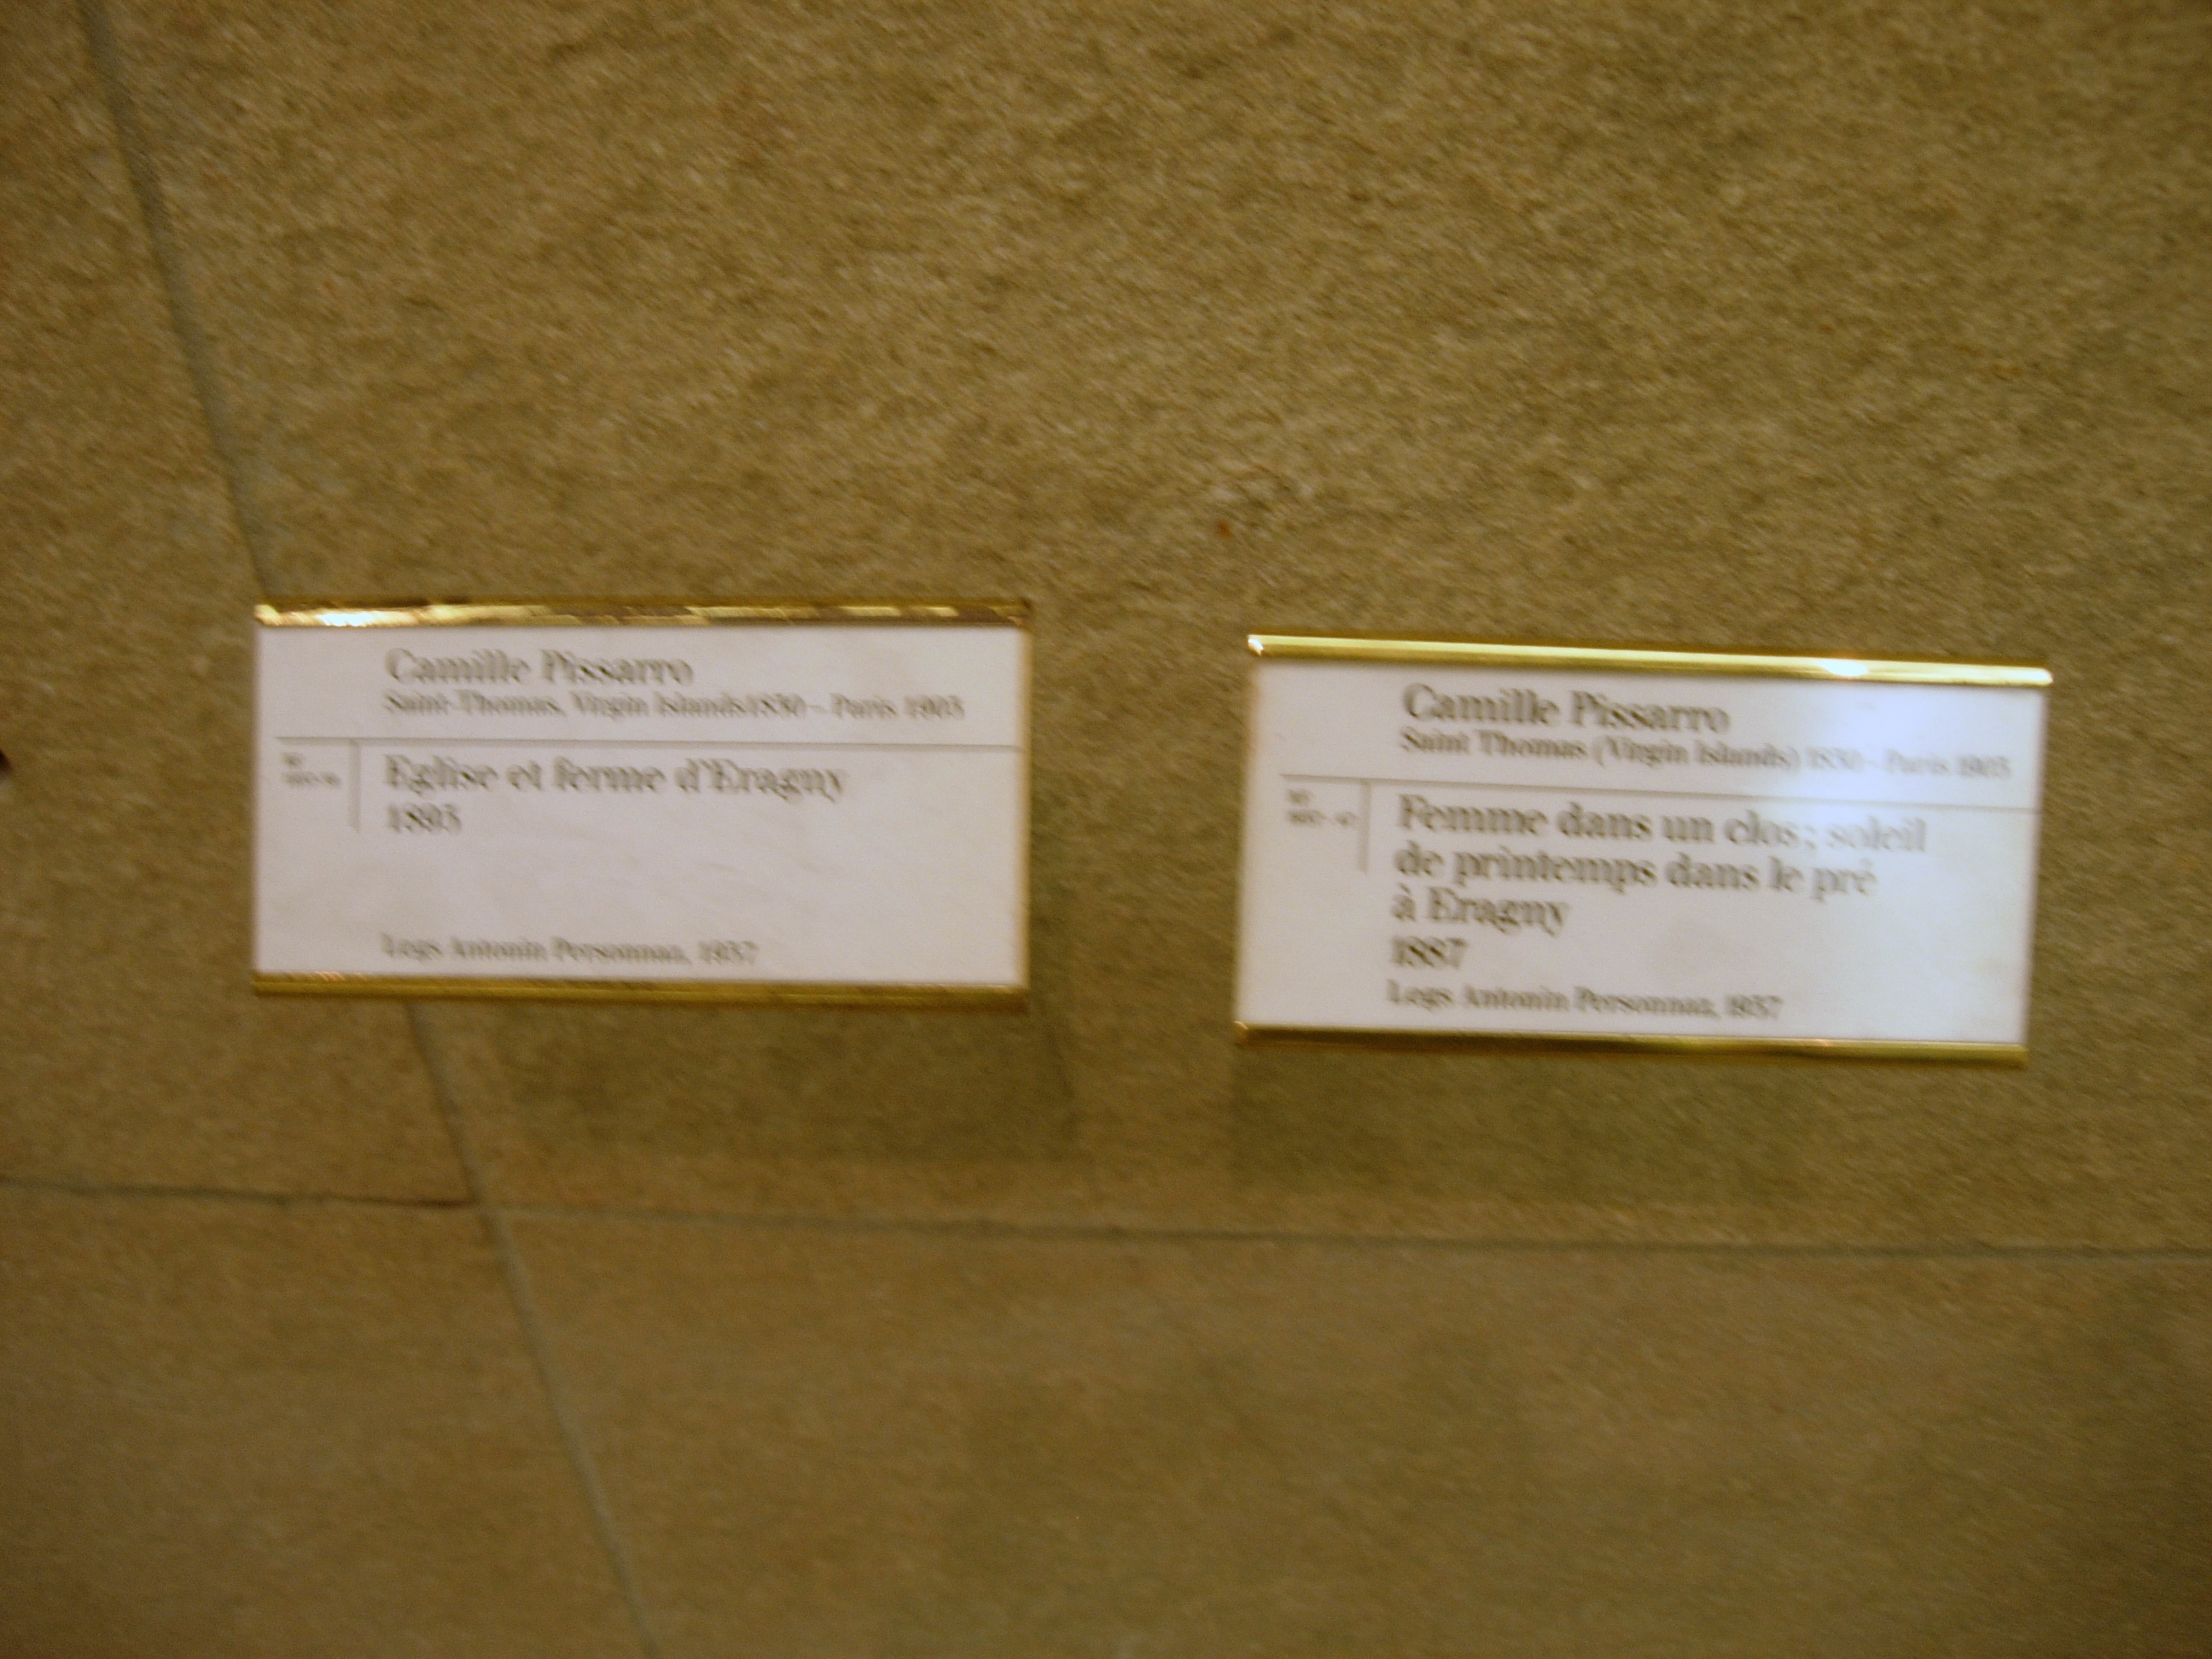 Camille Pissarro
Saint-Thomas, Virgin Islands 1830 - Paris 1903
Eglise et ferme d'Eragny
1895
Legs Antonin Personnaz, 1937
Camille Pissarro
Saint Thomas (Virgin Islands) 1830 - Paris 1903
Femme dans un clos; soleil
de printemps dans le pré
à Eragny
1887
Legs Antonin Personnaz, 1937